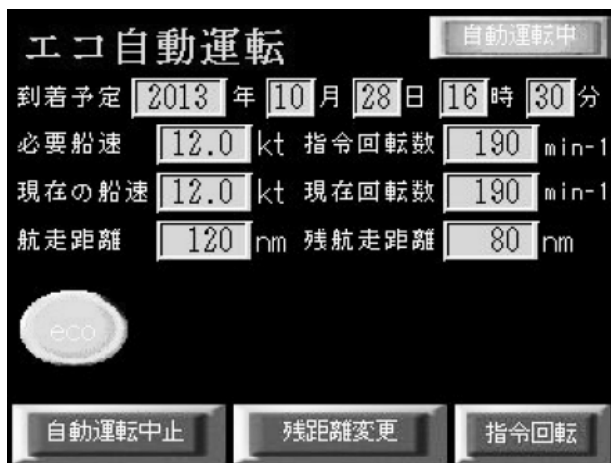 エコ自動運転 自動運転中
到着予定 2013 年 10 月 28 日 16 時 30 分
必要船速 12.0 kt 指令回転数 190 min-1
現在の船速 12.0 kt 現在回転数 190 min-1
航走距離 120 nm 残航走距離 80 nm
eco
自動運転中止 残距離変更 指令回転